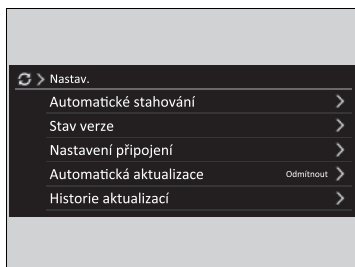 Nastav.
Automatické stahování
Stav verze
Nastavení připojení
Automatická aktualizace Odmítnout
Historie aktualizací